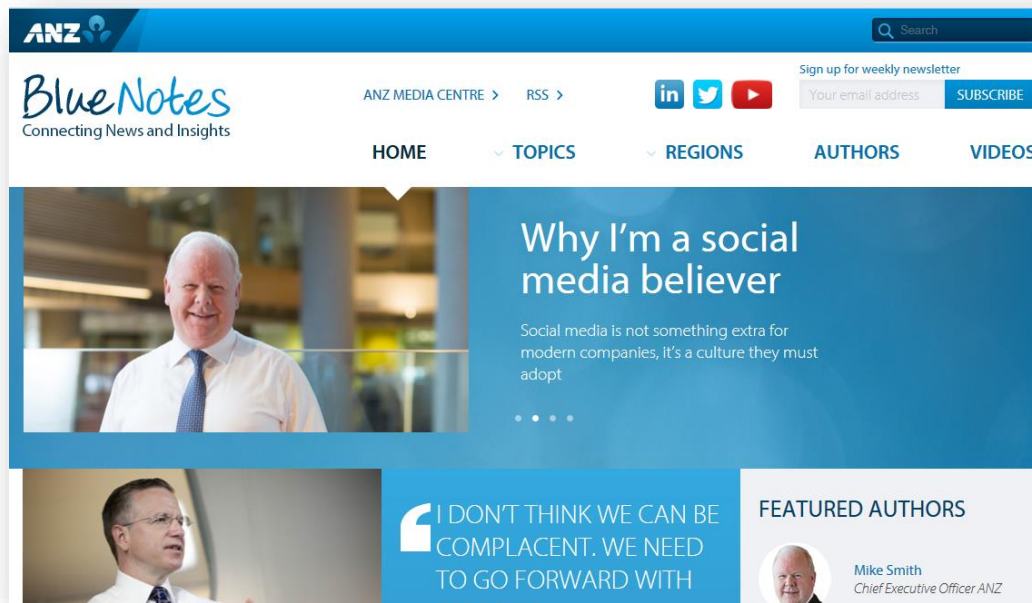 ANZ
Search
BlueNotes
Connecting News and Insights
ANZ MEDIA CENTRE >
RSS >
in
Sign up for weekly newsletter
Your email address
SUBSCRIBE
HOME
TOPICS
REGIONS
AUTHORS
VIDEOS
Why I'm a social
media believer
Social media is not something extra for
modern companies, it's a culture they must
adopt
I DON'T THINK WE CAN BE
COMPLACENT. WE NEED
TO GO FORWARD WITH
FEATURED AUTHORS
Mike Smith
Chief Executive Officer ANZ